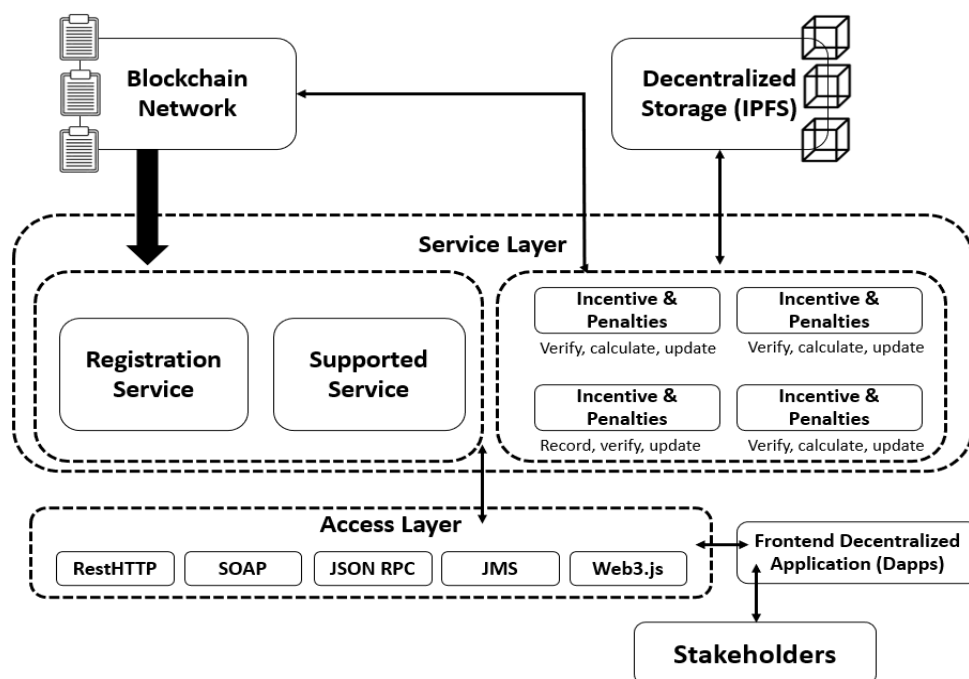 Blockchain
Network
Decentralized
Storage (IPFS)
Service Layer
Registration
Service
Supported
Service
Incentive &
Penalties
Verify, calculate, update
Incentive &
Penalties
Verify, calculate, update
Incentive &
Penalties
Record, verify, update
Incentive &
Penalties
Verify, calculate, update
Access Layer
RestHTTP
SOAP
JSON RPC
JMS
Web3.js
Frontend Decentralized
Application (Dapps)
Stakeholders